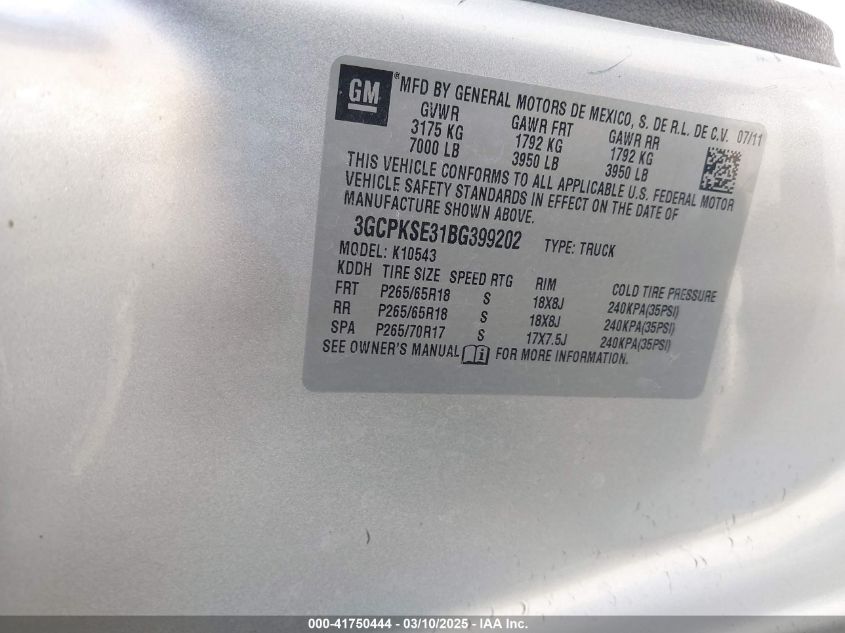 GM ® MFD BY GENERAL MOTORS DE MEXICO, S. DE R.L. DE C.V. 07/11
GVWR GAWR FRT GAWR RR
3175 KG 1792 KG 1792 KG
7000 LB 3950 LB 3950 LB
THIS VEHICLE CONFORMS TO ALL APPLICABLE U.S. FEDERAL MOTOR
VEHICLE SAFETY STANDARDS IN EFFECT ON THE DATE OF
MANUFACTURE SHOWN ABOVE.
3GCPKSE31BG399202 TYPE: TRUCK
MODEL: K10543
KDDH TIRE SIZE SPEED RTG RIM COLD TIRE PRESSURE
FRT P265/65R18 S 18X8J 240KPA(35PSI)
RR P265/65R18 S 18X8J 240KPA(35PSI)
SPA P265/70R17 S 17X7.5J 240KPA(35PSI)
SEE OWNER'S MANUAL FOR MORE INFORMATION.
000-41750444 - 03/10/2025 - IAA Inc.